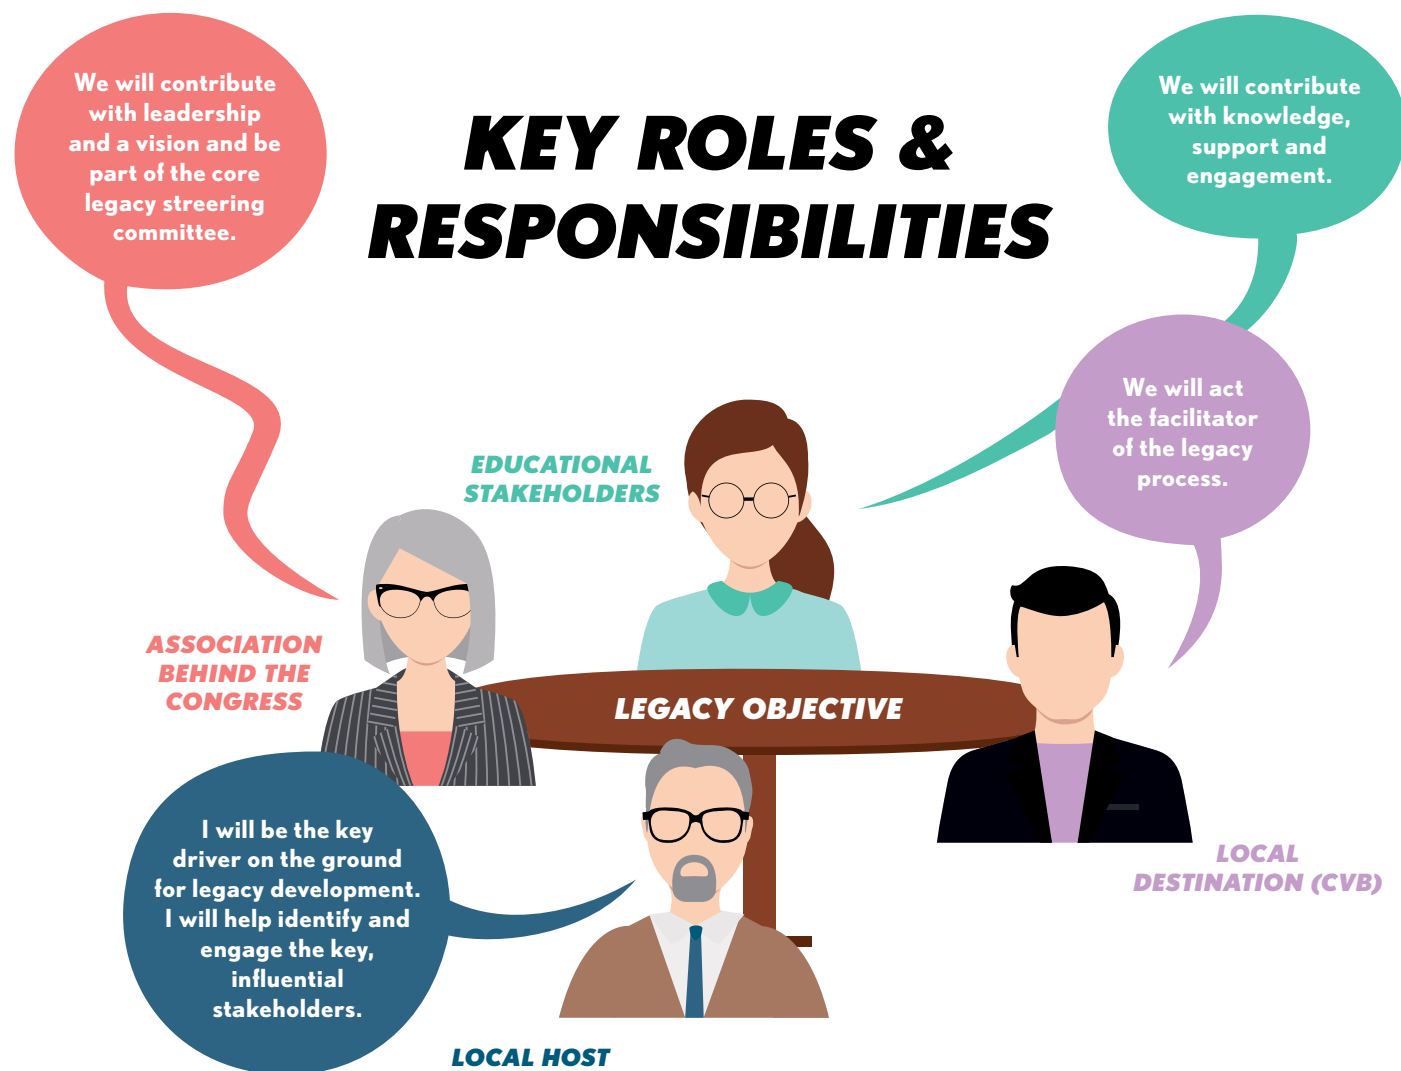 We will contribute
with leadership
and a vision and be
part of the core
legacy streering
committee.
KEY ROLES &
RESPONSIBILITIES
We will contribute
with knowledge,
support and
engagement.
We will act
the facilitator
of the legacy
process.
EDUCATIONAL
STAKEHOLDERS
ASSOCIATION
BEHIND THE
CONGRESS
LEGACY OBJECTIVE
I will be the key
driver on the ground
for legacy development.
I will help identify and
engage the key,
influential
stakeholders.
LOCAL
DESTINATION (CVB)
LOCAL HOST